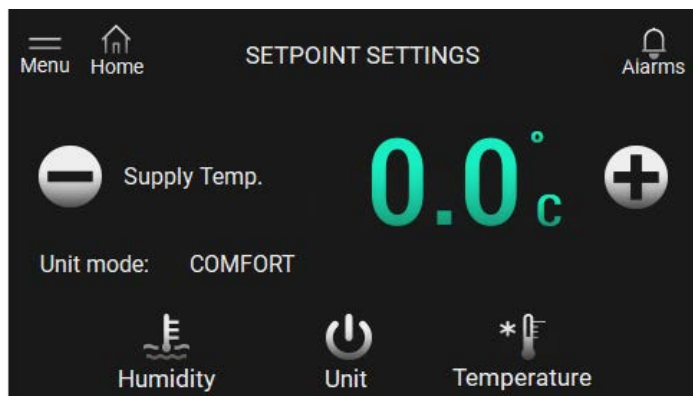 Menu Home SETPOINT SETTINGS Alarms
Supply Temp. 0.0°C
Unit mode: COMFORT
Humidity Unit Temperature